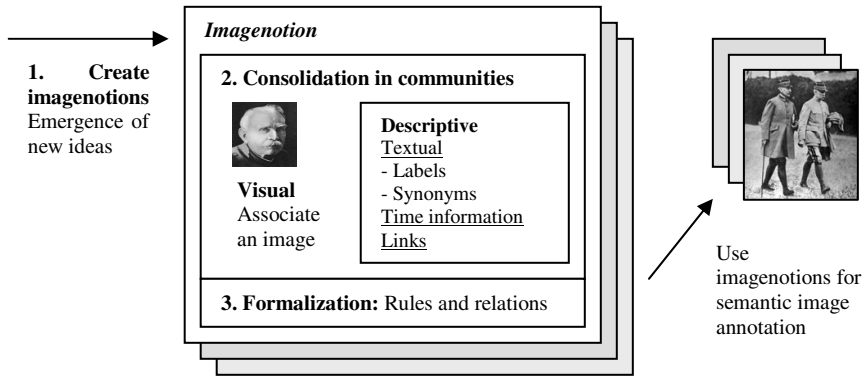 Imagenotion
1. Create
imagenotions
Emergence of
new ideas
2. Consolidation in communities
Visual
Associate
an image
Descriptive
Textual
- Labels
- Synonyms
Time information
Links
3. Formalization: Rules and relations
Use
imagenotions for
semantic image
annotation